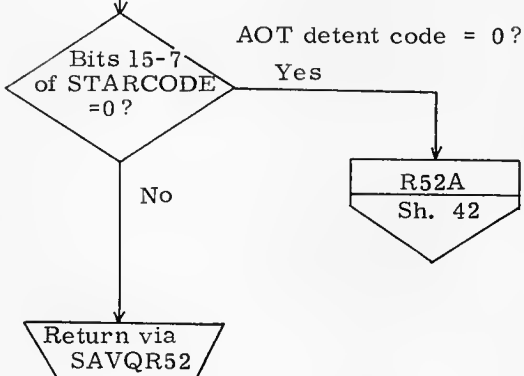 AOT detent code = 0?
Bits 15-7
of STARCODE
=0?
Yes
R52A
Sh. 42
No
Return via
SAVQR52